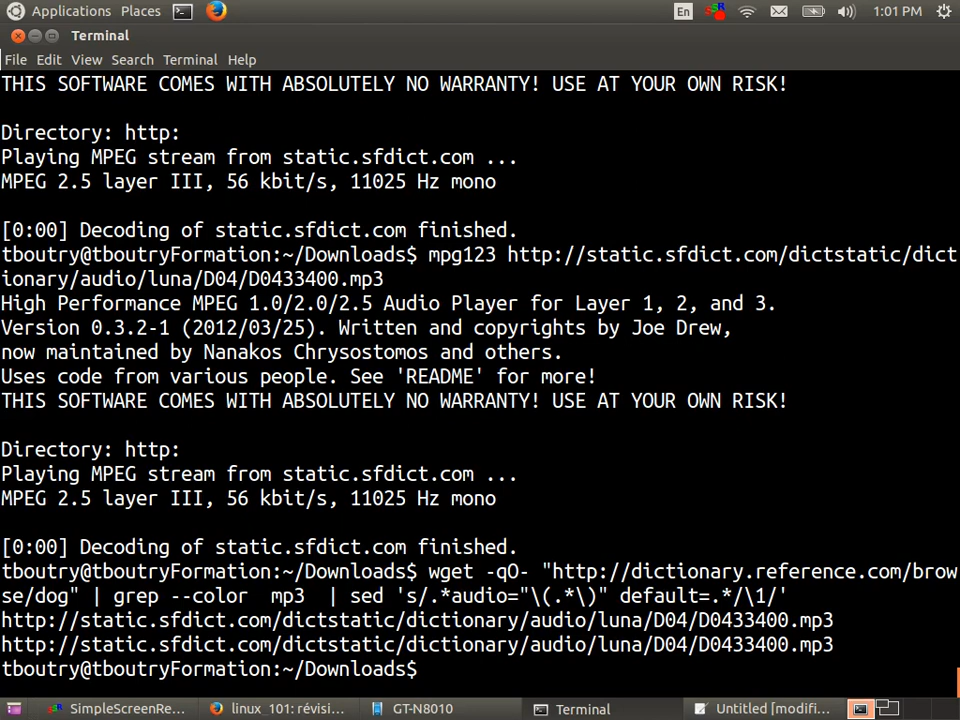 Applications Places En SR 1:01 PM
Terminal
File Edit View Search Terminal Help
THIS SOFTWARE COMES WITH ABSOLUTELY NO WARRANTY! USE AT YOUR OWN RISK!
Directory: http:
Playing MPEG stream from static.sfdict.com ...
MPEG 2.5 layer III, 56 kbit/s, 11025 Hz mono
[0:00] Decoding of static.sfdict.com finished.
tboutry@tboutryFormation:~/Downloads$ mpg123 http://static.sfdict.com/dictstatic/dict
ionary/audio/luna/D04/D0433400.mp3
High Performance MPEG 1.0/2.0/2.5 Audio Player for Layer 1, 2, and 3.
Version 0.3.2-1 (2012/03/25). Written and copyrights by Joe Drew,
now maintained by Nanakos Chrysostomos and others.
Uses code from various people. See 'README' for more!
THIS SOFTWARE COMES WITH ABSOLUTELY NO WARRANTY! USE AT YOUR OWN RISK!
Directory: http:
Playing MPEG stream from static.sfdict.com ...
MPEG 2.5 layer III, 56 kbit/s, 11025 Hz mono
[0:00] Decoding of static.sfdict.com finished.
tboutry@tboutryFormation:~/Downloads$ wget -qO- "http://dictionary.reference.com/brow
se/dog" | grep --color  mp3  | sed 's/.*audio="\(.*\)" default=.*/\1/'
http://static.sfdict.com/dictstatic/dictionary/audio/luna/D04/D0433400.mp3
http://static.sfdict.com/dictstatic/dictionary/audio/luna/D04/D0433400.mp3
tboutry@tboutryFormation:~/Downloads$
SimpleScreenRe... linux_101: révisi... GT-N8010 Terminal Untitled [modifi...